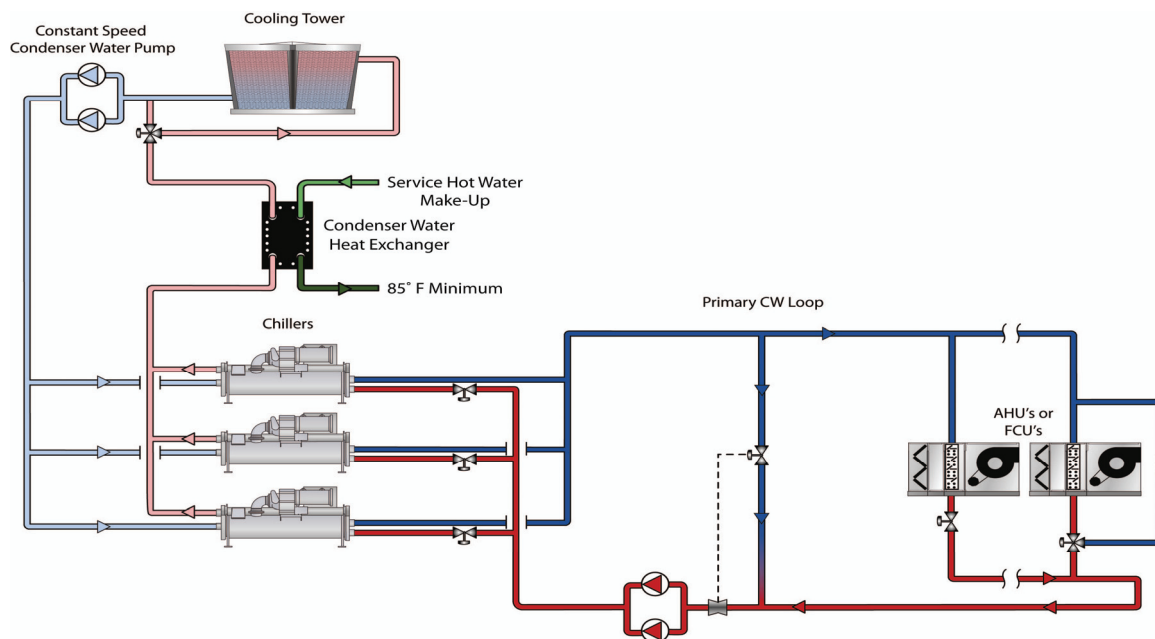 Cooling Tower
Constant Speed
Condenser Water Pump
Service Hot Water
Make-Up
Condenser Water
Heat Exchanger
85° F Minimum
Primary CW Loop
Chillers
AHU's or
FCU's